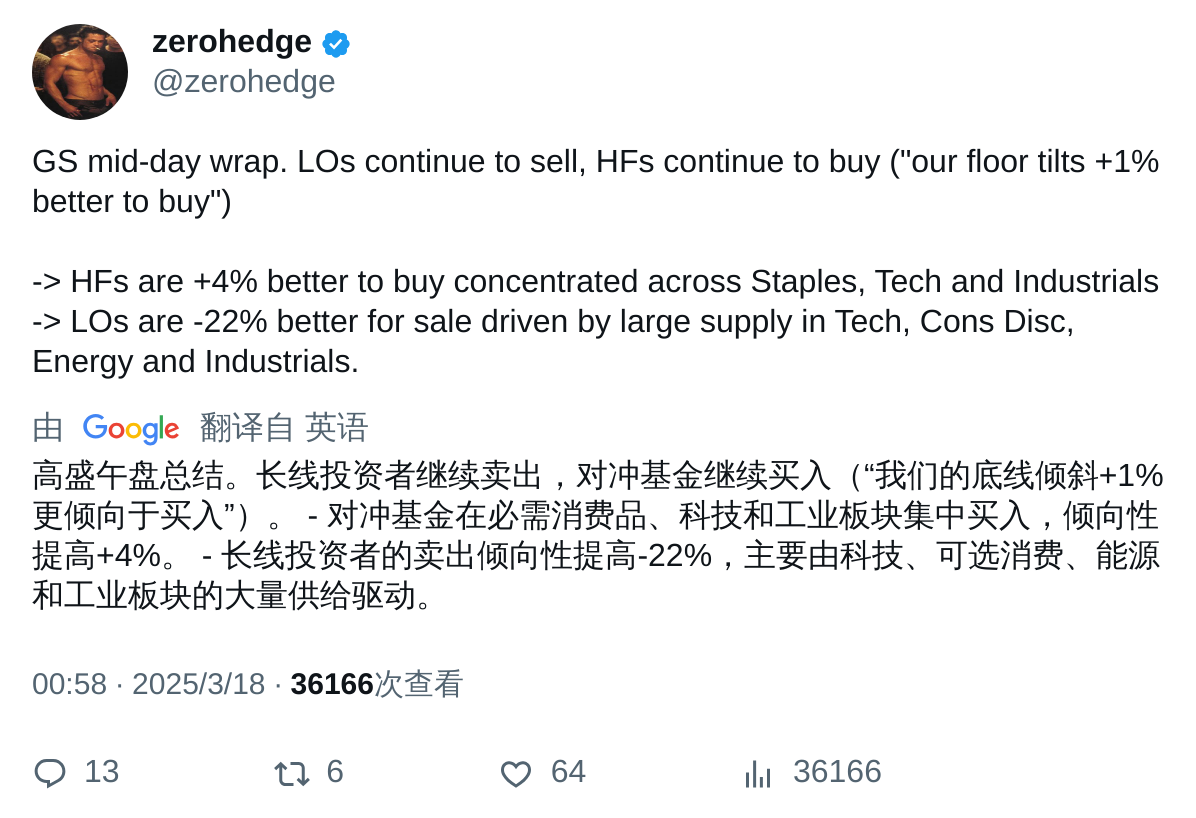 zerohedge
@zerohedge
GS mid-day wrap. LOs continue to sell, HFs continue to buy ("our floor tilts +1%
better to buy")
-> HFs are +4% better to buy concentrated across Staples, Tech and Industrials
-> LOs are -22% better for sale driven by large supply in Tech, Cons Disc,
Energy and Industrials.
由 Google 翻译自 英语
高盛午盘总结。长线投资者继续卖出，对冲基金继续买入（“我们的底线倾斜+1%
更倾向于买入”）。 - 对冲基金在必需消费品、科技和工业板块集中买入，倾向性
提高+4%。 - 长线投资者的卖出倾向性提高-22%，主要由科技、可选消费、能源
和工业板块的大量供给驱动。
00:58 · 2025/3/18 · 36166次查看
13 6 64 36166